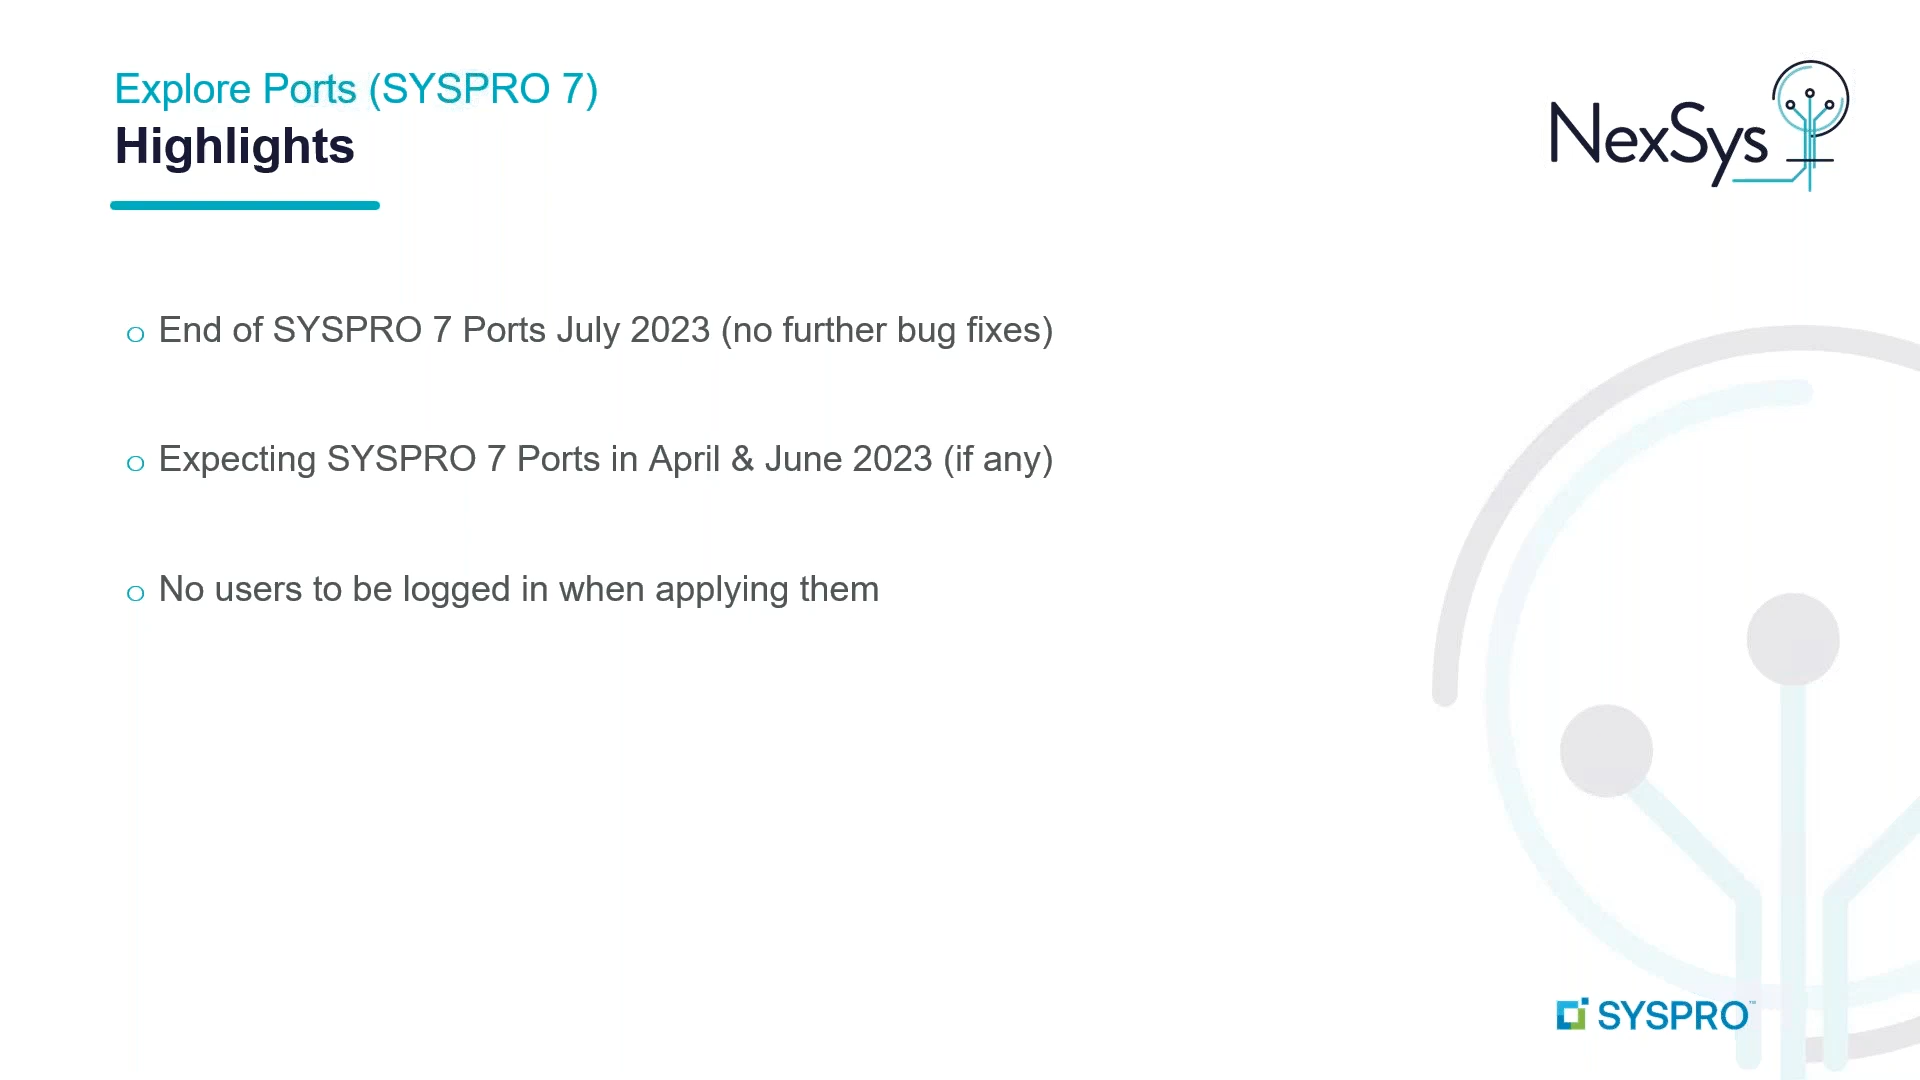 Explore Ports (SYSPRO 7)
Highlights
NexSys
o End of SYSPRO 7 Ports July 2023 (no further bug fixes)
o Expecting SYSPRO 7 Ports in April & June 2023 (if any)
o No users to be logged in when applying them
SYSPRO™